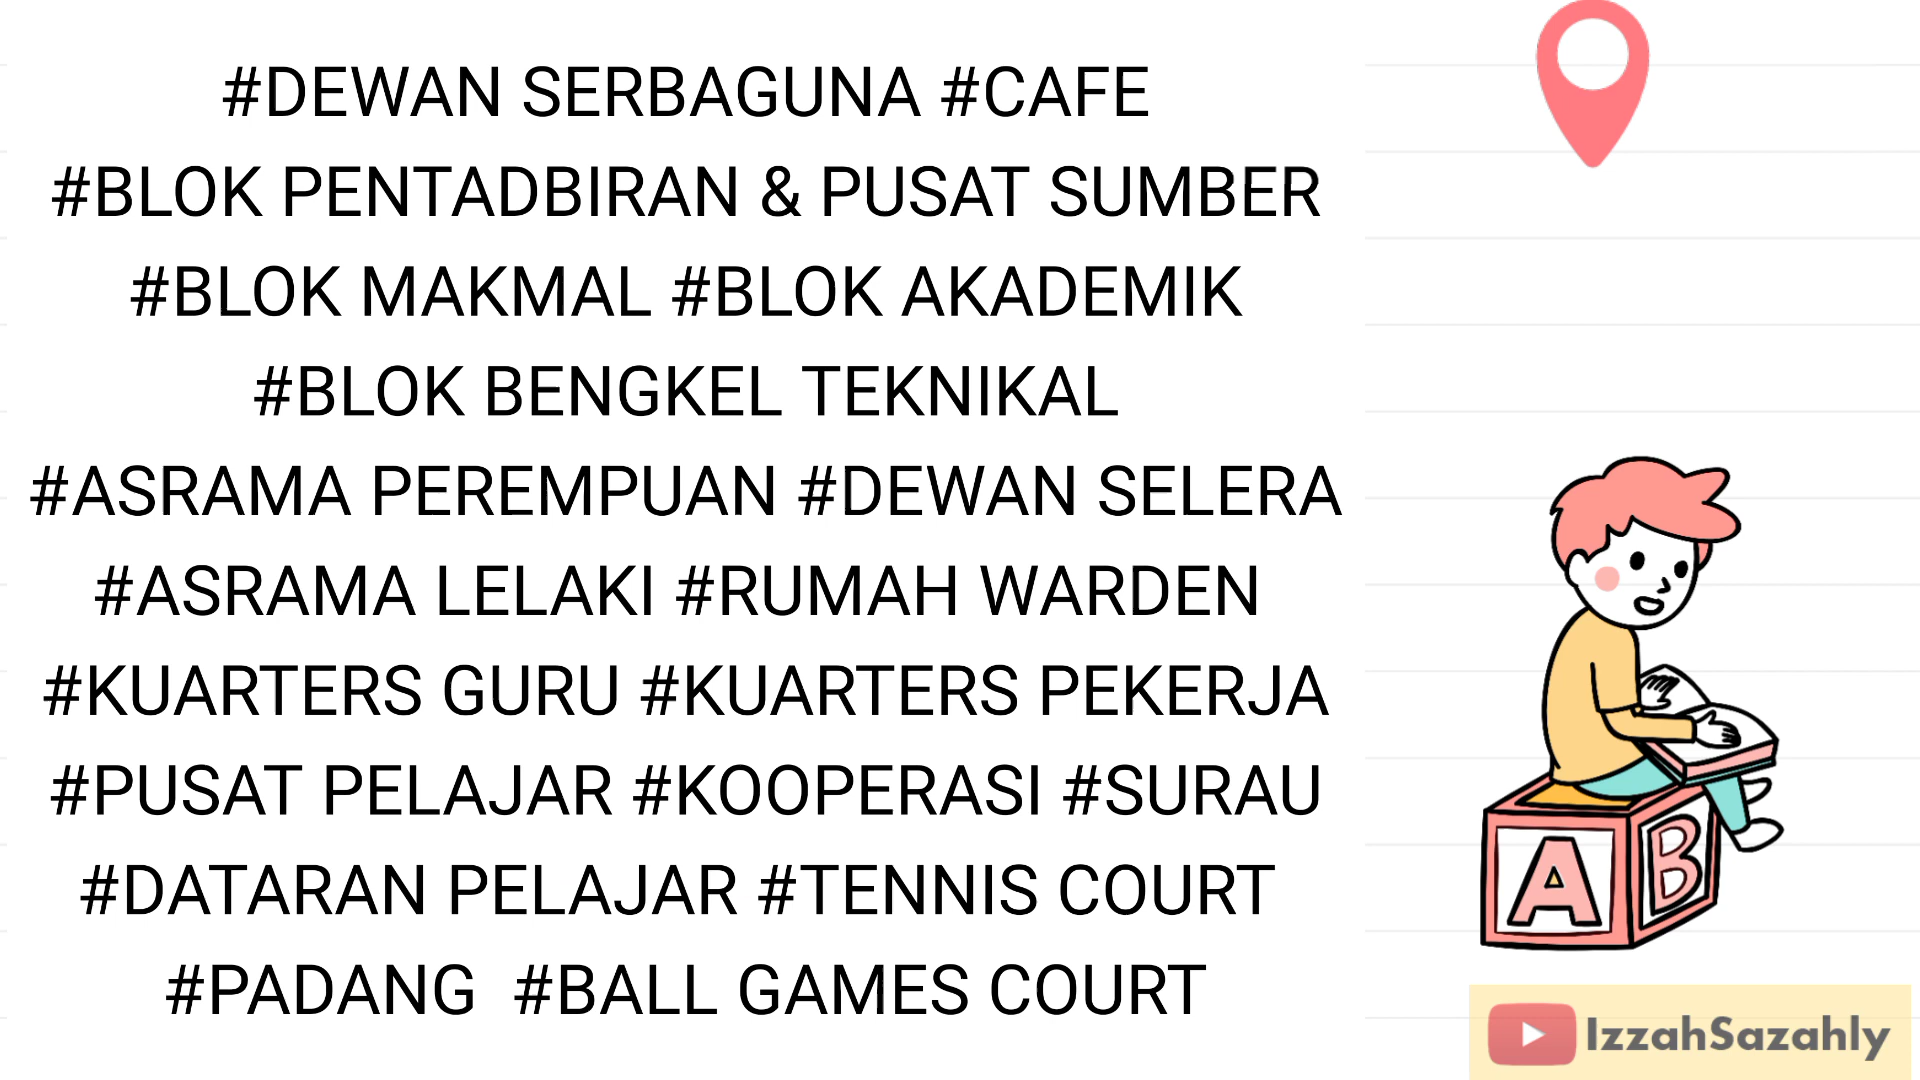 #DEWAN SERBAGUNA #CAFE
#BLOK PENTADBIRAN & PUSAT SUMBER
#BLOK MAKMAL #BLOK AKADEMIK
#BLOK BENGKEL TEKNIKAL
#ASRAMA PEREMPUAN #DEWAN SELERA
#ASRAMA LELAKI #RUMAH WARDEN
#KUARTERS GURU #KUARTERS PEKERJA
#PUSAT PELAJAR #KOOPERASI #SURAU
#DATARAN PELAJAR #TENNIS COURT
#PADANG  #BALL GAMES COURT
A B
IzzahSazahly